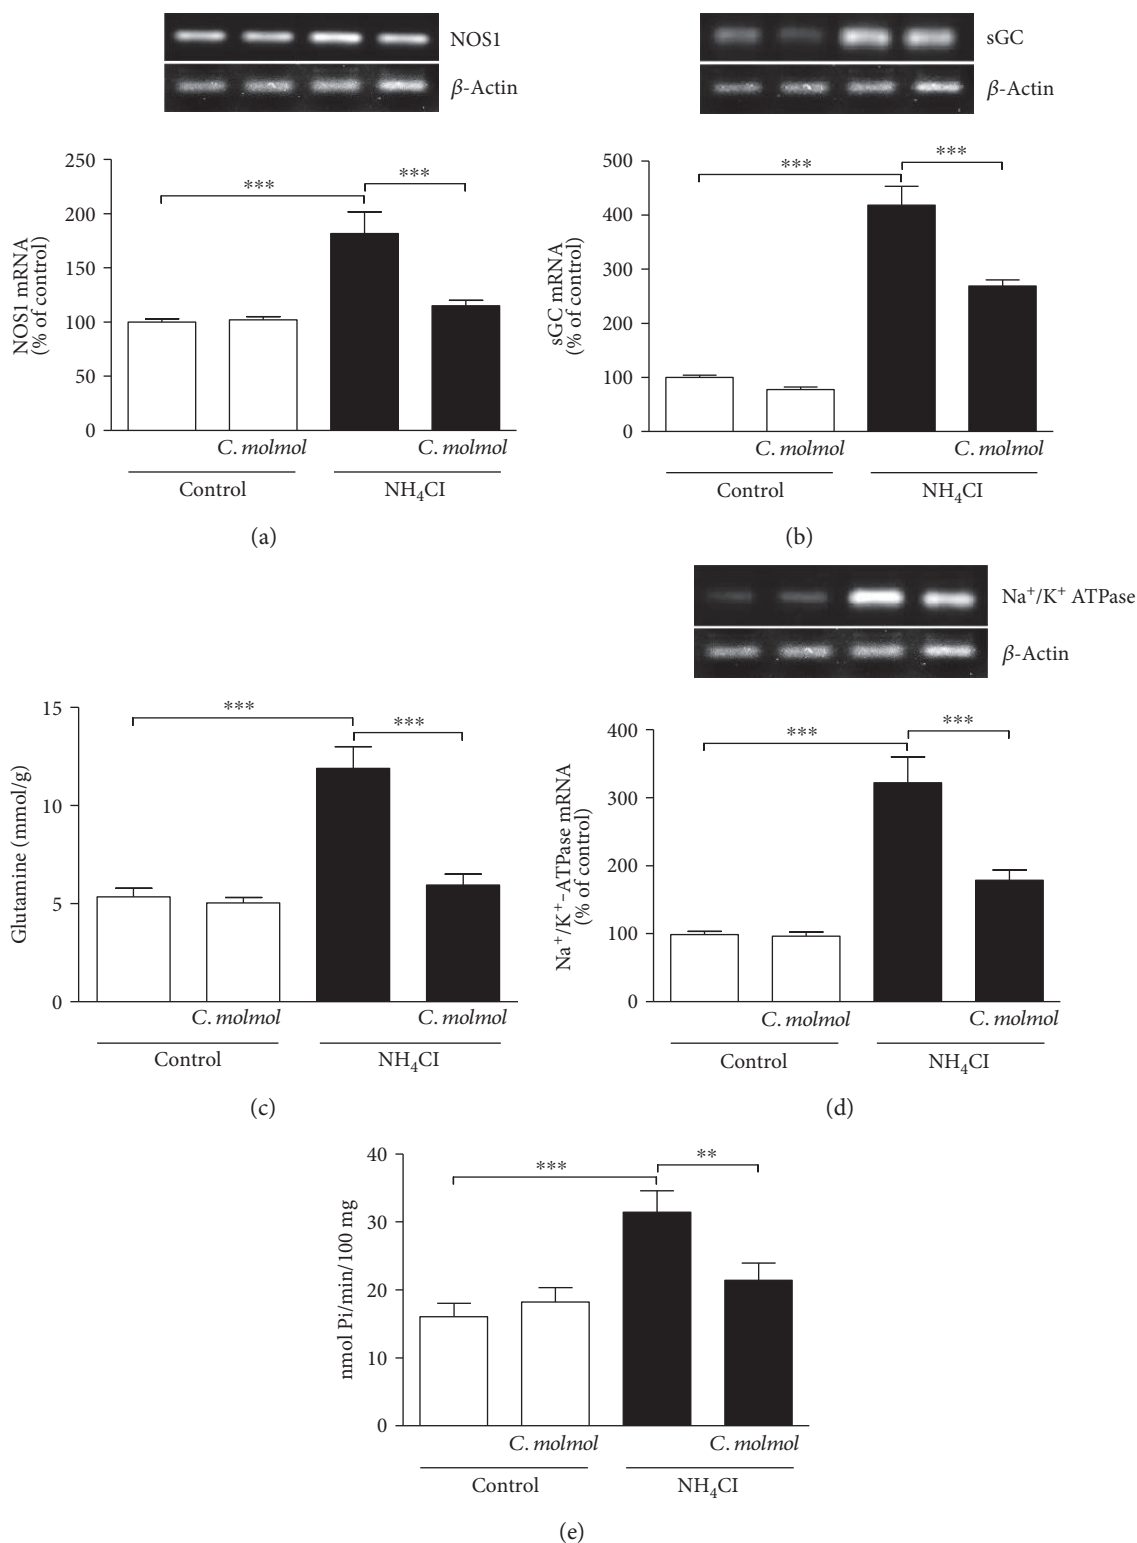 NOS1
β-Actin
250
200
150
100
50
0
NOS1 mRNA
(% of control)
***
***
C. molmol
C. molmol
Control
NH₄CI
(a)
sGC
β-Actin
500
400
300
200
100
0
sGC mRNA
(% of control)
***
***
C. molmol
C. molmol
Control
NH₄CI
(b)
15
10
5
0
Glutamine (mmol/g)
***
***
C. molmol
C. molmol
Control
NH₄CI
(c)
Na⁺/K⁺ ATPase
β-Actin
400
300
200
100
0
Na⁺/K⁺-ATPase mRNA
(% of control)
***
***
C. molmol
C. molmol
Control
NH₄CI
(d)
40
30
20
10
0
nmol Pi/min/100 mg
***
**
C. molmol
C. molmol
Control
NH₄CI
(e)